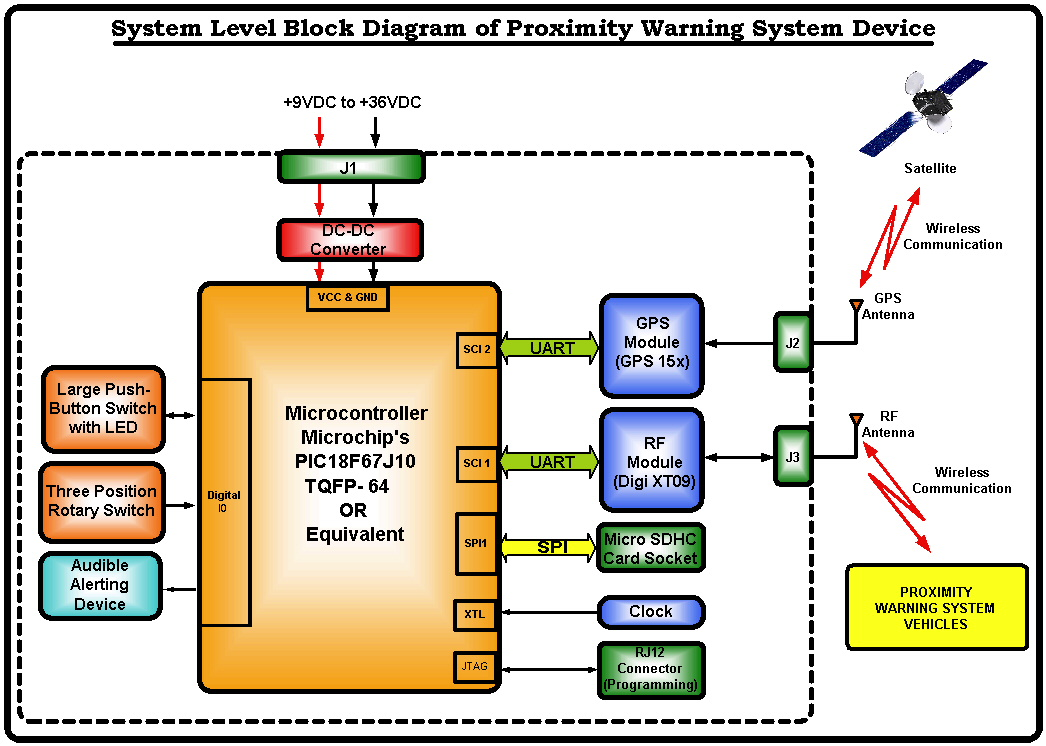 System Level Block Diagram of Proximity Warning System Device
+9VDC to +36VDC
J1
DC-DC
Converter
VCC & GND
Satellite
Wireless
Communication
GPS
Antenna
SCI 2
UART
GPS
Module
(GPS 15x)
J2
Large Push-
Button Switch
with LED
Three Position
Rotary Switch
Audible
Alerting
Device
Digital
IO
Microcontroller
Microchip's
PIC18F67J10
TQFP- 64
OR
Equivalent
SCI 1
UART
RF
Module
(Digi XT09)
J3
RF
Antenna
Wireless
Communication
SPI1
SPI
Micro SDHC
Card Socket
XTL
Clock
JTAG
RJ12
Connector
(Programming)
PROXIMITY
WARNING SYSTEM
VEHICLES